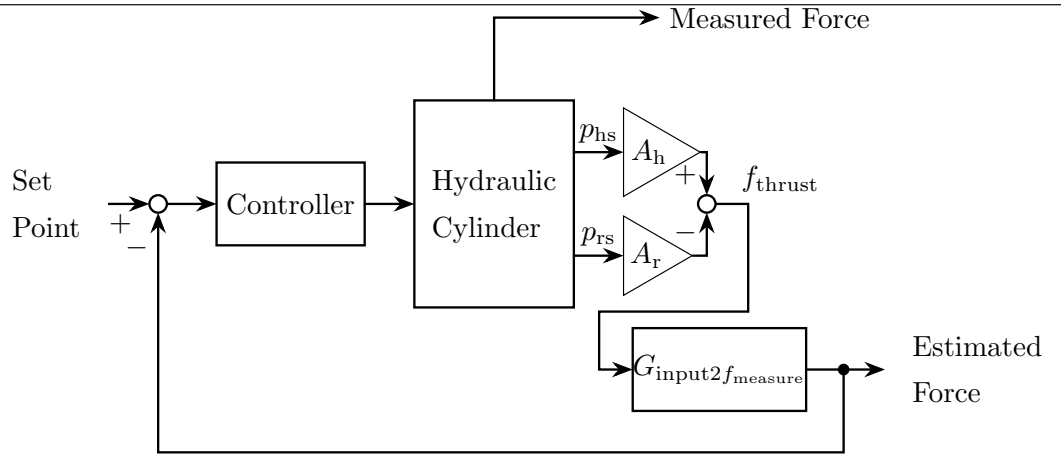 Measured Force
p_hs
A_h
+
Set
Point
+
−
Controller
Hydraulic
Cylinder
f_thrust
p_rs
A_r
−
G_input2f_measure
Estimated
Force